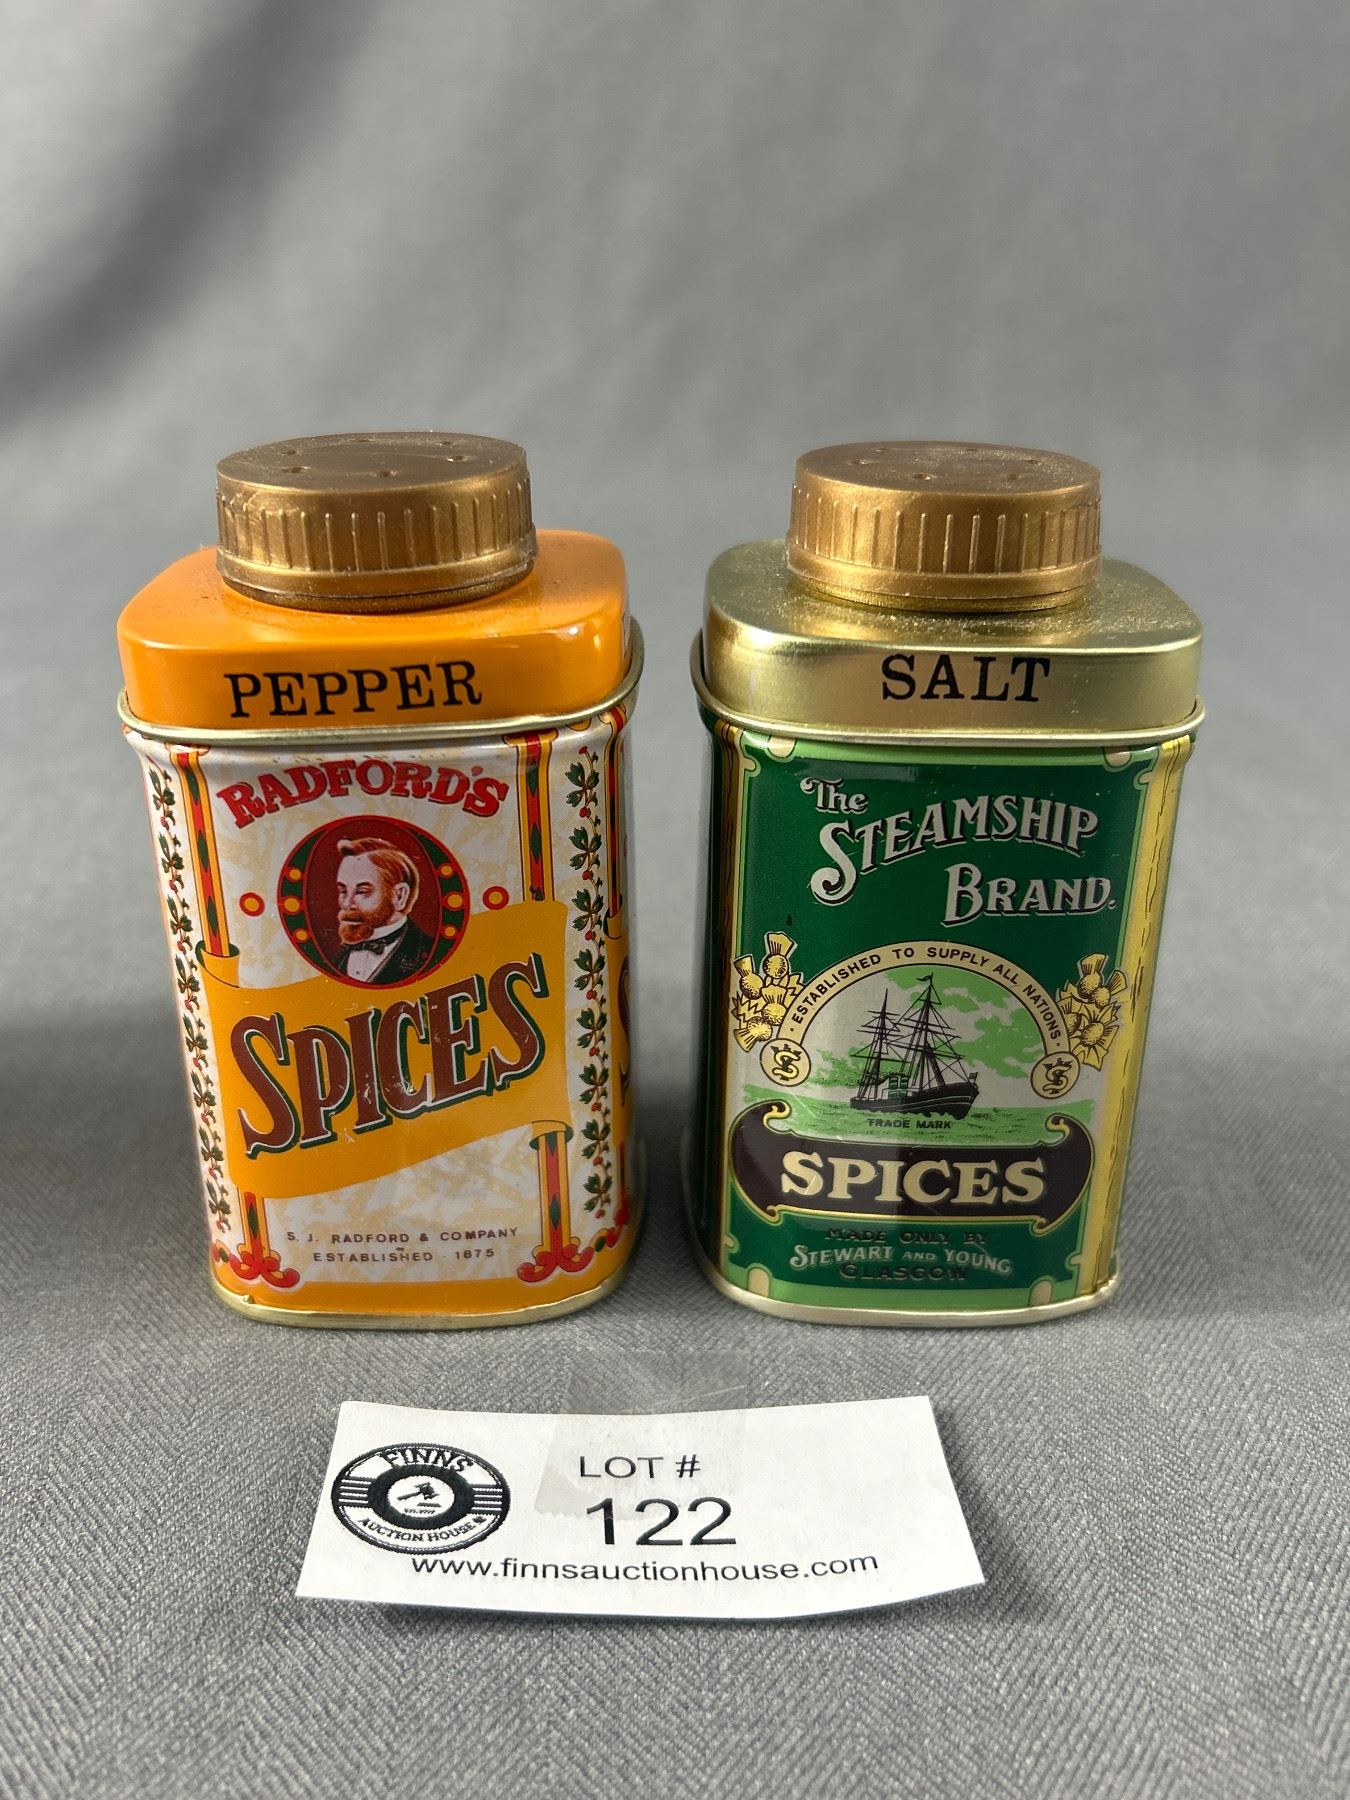 PEPPER
RADFORD'S
SPICES
S. J. RADFORD & COMPANY
ESTABLISHED · 1875
SALT
The
STEAMSHIP
BRAND.
· ESTABLISHED TO SUPPLY ALL NATIONS ·
TRADE MARK
SPICES
MADE ONLY BY
STEWART AND YOUNG
GLASGOW
FINNS
AUCTION HOUSE
LOT #
122
www.finnsauctionhouse.com